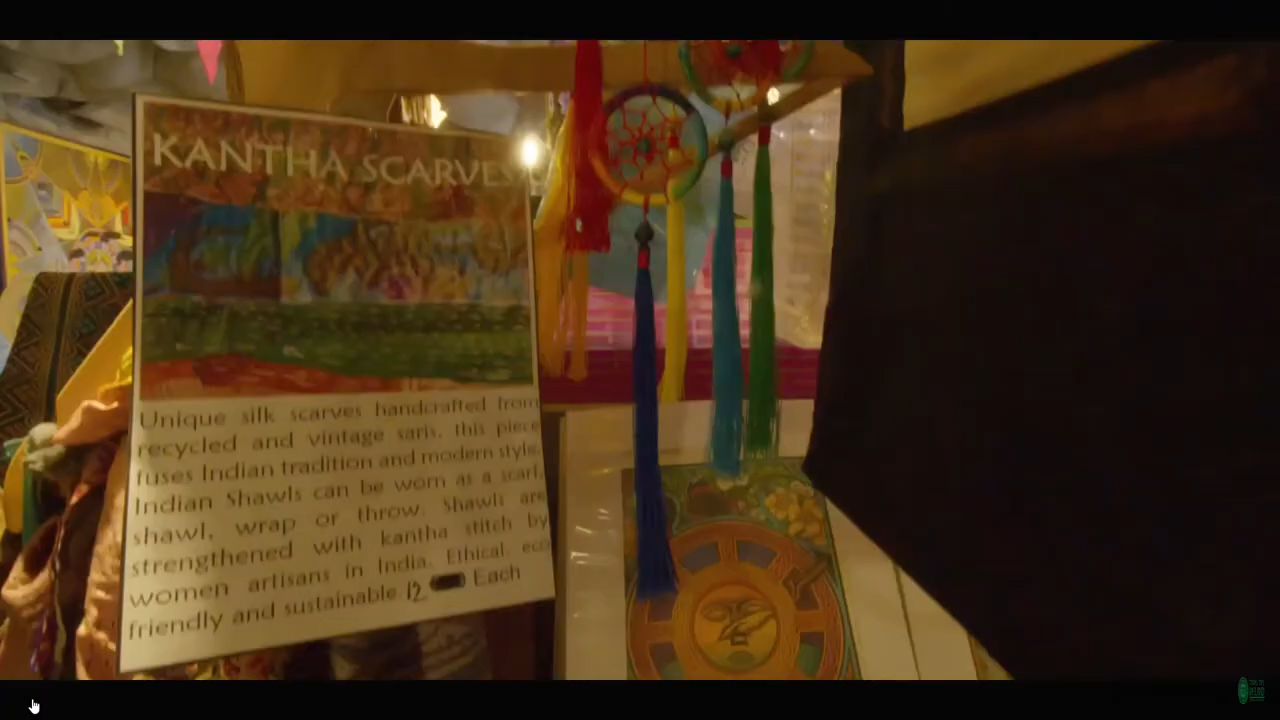 KANTHA SCARVES
Unique silk scarves handcrafted from
recycled and vintage saris, this piece
fuses Indian tradition and modern style.
Indian Shawls can be worn as a scarf,
shawl, wrap or throw. Shawls are
strengthened with kantha stitch by
women artisans in India. Ethical, eco
friendly and sustainable 12 Each